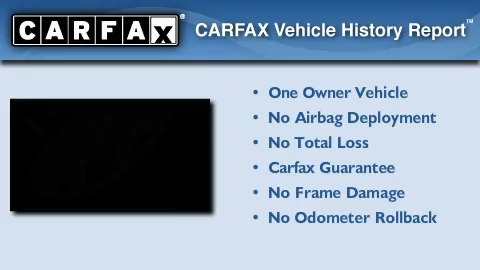 CARFAX® CARFAX Vehicle History Report™
• One Owner Vehicle
• No Airbag Deployment
• No Total Loss
• Carfax Guarantee
• No Frame Damage
• No Odometer Rollback